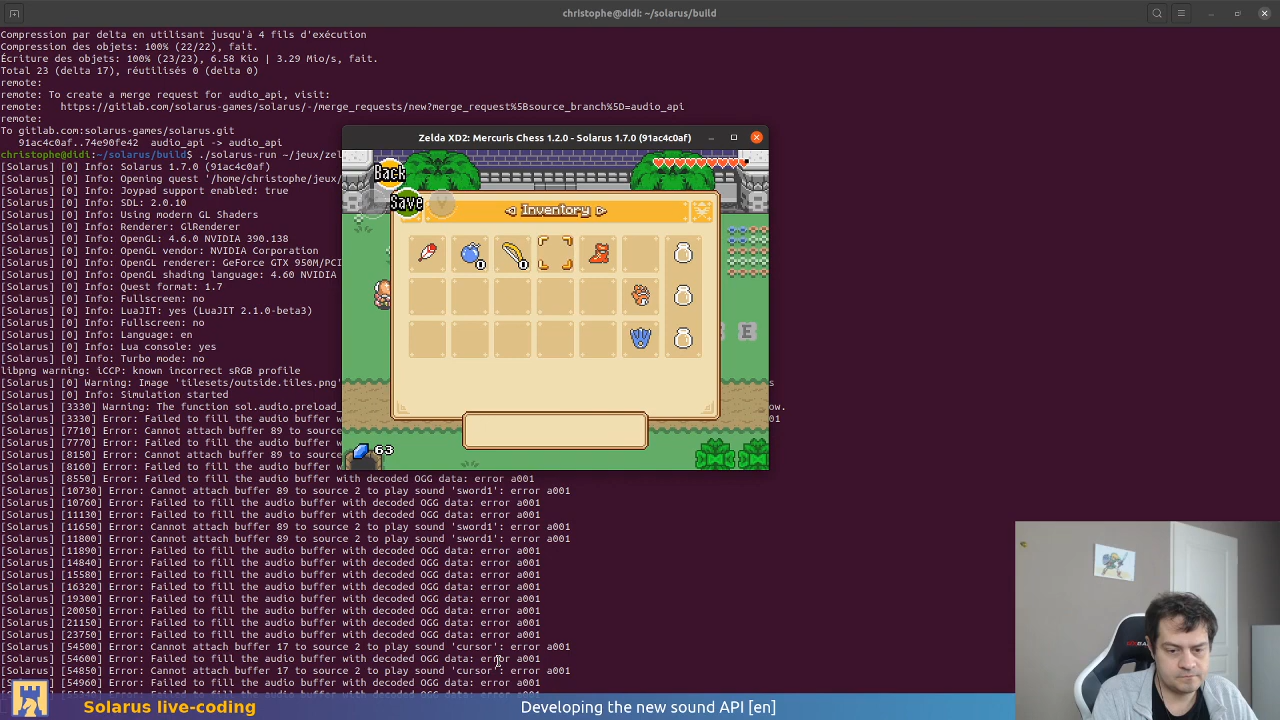 christophe@didi: ~/solarus/build
Compression par delta en utilisant jusqu'à 4 fils d'exécution
Compression des objets: 100% (22/22), fait.
Écriture des objets: 100% (23/23), 6.58 Kio | 3.29 Mio/s, fait.
Total 23 (delta 17), réutilisés 0 (delta 0)
remote:
remote: To create a merge request for audio_api, visit:
remote:   https://gitlab.com/solarus-games/solarus/-/merge_requests/new?merge_request%5Bsource_branch%5D=audio_api
remote:
To gitlab.com:solarus-games/solarus.git
   91ac4c0af..74e90fe42  audio_api -> audio_api
christophe@didi:~/solarus/build$ ./solarus-run ~/jeux/zel
[Solarus] [0] Info: Solarus 1.7.0 (91ac4c0af)
[Solarus] [0] Info: Opening quest '/home/christophe/jeux/
[Solarus] [0] Info: Joypad support enabled: true
[Solarus] [0] Info: SDL: 2.0.10
[Solarus] [0] Info: Using modern GL Shaders
[Solarus] [0] Info: Renderer: GlRenderer
[Solarus] [0] Info: OpenGL: 4.6.0 NVIDIA 390.138
[Solarus] [0] Info: OpenGL vendor: NVIDIA Corporation
[Solarus] [0] Info: OpenGL renderer: GeForce GTX 950M/PCI
[Solarus] [0] Info: OpenGL shading language: 4.60 NVIDIA
[Solarus] [0] Info: Quest format: 1.7
[Solarus] [0] Info: Fullscreen: no
[Solarus] [0] Info: LuaJIT: yes (LuaJIT 2.1.0-beta3)
[Solarus] [0] Info: Fullscreen: no
[Solarus] [0] Info: Language: en
[Solarus] [0] Info: Lua console: yes
[Solarus] [0] Info: Turbo mode: no
libpng warning: iCCP: known incorrect sRGB profile
[Solarus] [0] Warning: Image 'tilesets/outside.tiles.png'
[Solarus] [0] Info: Simulation started
[Solarus] [3330] Warning: The function sol.audio.preload_
[Solarus] [3330] Error: Failed to fill the audio buffer w
[Solarus] [7710] Error: Cannot attach buffer 89 to source
[Solarus] [7770] Error: Cannot attach buffer 89 to source
[Solarus] [8150] Error: Cannot attach buffer 89 to source
[Solarus] [8160] Error: Failed to fill the audio buffer w
[Solarus] [8550] Error: Failed to fill the audio buffer with decoded OGG data: error a001
[Solarus] [10730] Error: Cannot attach buffer 89 to source 2 to play sound 'sword1': error a001
[Solarus] [10760] Error: Failed to fill the audio buffer with decoded OGG data: error a001
[Solarus] [11130] Error: Failed to fill the audio buffer with decoded OGG data: error a001
[Solarus] [11650] Error: Cannot attach buffer 89 to source 2 to play sound 'sword1': error a001
[Solarus] [11800] Error: Cannot attach buffer 89 to source 2 to play sound 'sword1': error a001
[Solarus] [11890] Error: Failed to fill the audio buffer with decoded OGG data: error a001
[Solarus] [14840] Error: Failed to fill the audio buffer with decoded OGG data: error a001
[Solarus] [15580] Error: Failed to fill the audio buffer with decoded OGG data: error a001
[Solarus] [16320] Error: Failed to fill the audio buffer with decoded OGG data: error a001
[Solarus] [19300] Error: Failed to fill the audio buffer with decoded OGG data: error a001
[Solarus] [20050] Error: Failed to fill the audio buffer with decoded OGG data: error a001
[Solarus] [21150] Error: Failed to fill the audio buffer with decoded OGG data: error a001
[Solarus] [23750] Error: Failed to fill the audio buffer with decoded OGG data: error a001
[Solarus] [54500] Error: Cannot attach buffer 17 to source 2 to play sound 'cursor': error a001
[Solarus] [54600] Error: Failed to fill the audio buffer with decoded OGG data: error a001
[Solarus] [54850] Error: Cannot attach buffer 17 to source 2 to play sound 'cursor': error a001
[Solarus] [54960] Error: Failed to fill the audio buffer with decoded OGG data: error a001
Zelda XD2: Mercuris Chess 1.2.0 - Solarus 1.7.0 (91ac4c0af)
Back
Save
V
Inventory
0
0
E
63
Solarus live-coding
Developing the new sound API [en]